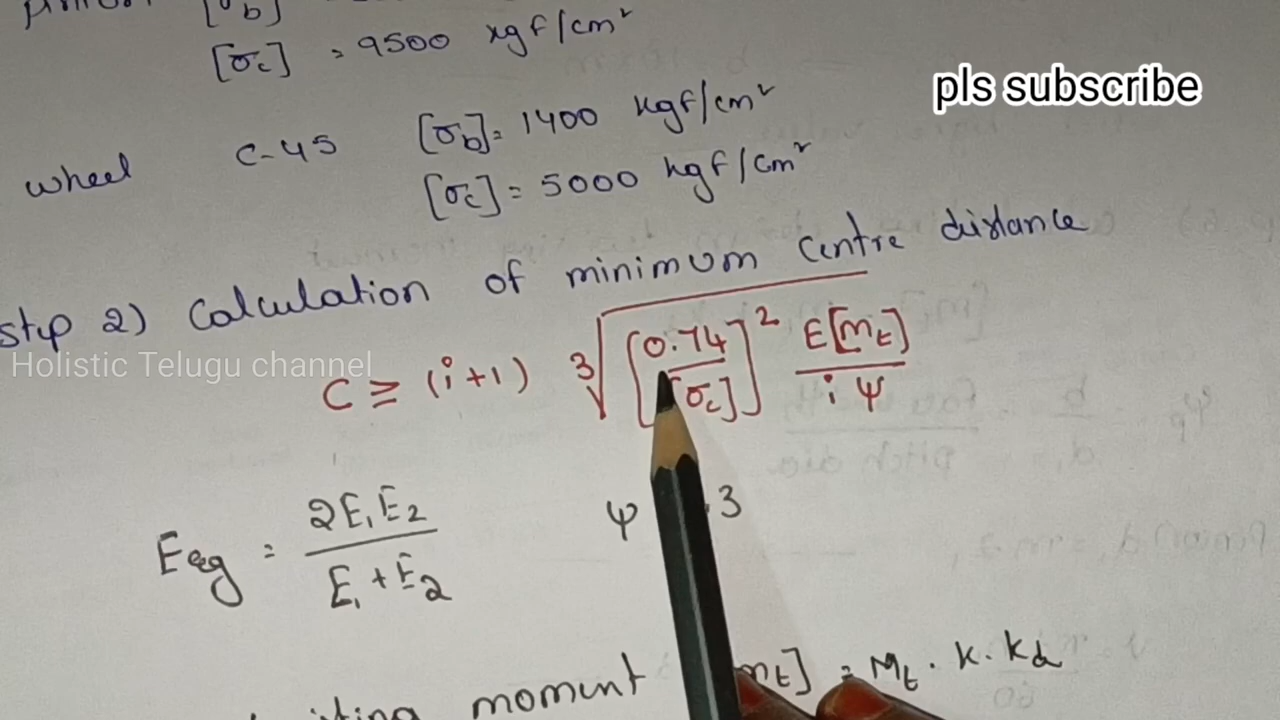 [σb]
[σc] = 9500 kgf/cm²
pls subscribe
wheel C-45 [σb] = 1400 kgf/cm²
[σc] = 5000 kgf/cm²
step 2) Calculation of minimum centre distance
Holistic Telugu channel
C ≥ (i+1) ∛([0.74/[σc]]² E[mt]/iψ)
Eeq = 2E₁E₂/E₁+E₂
ψ .3
moment mt] = Mt . K. Kd